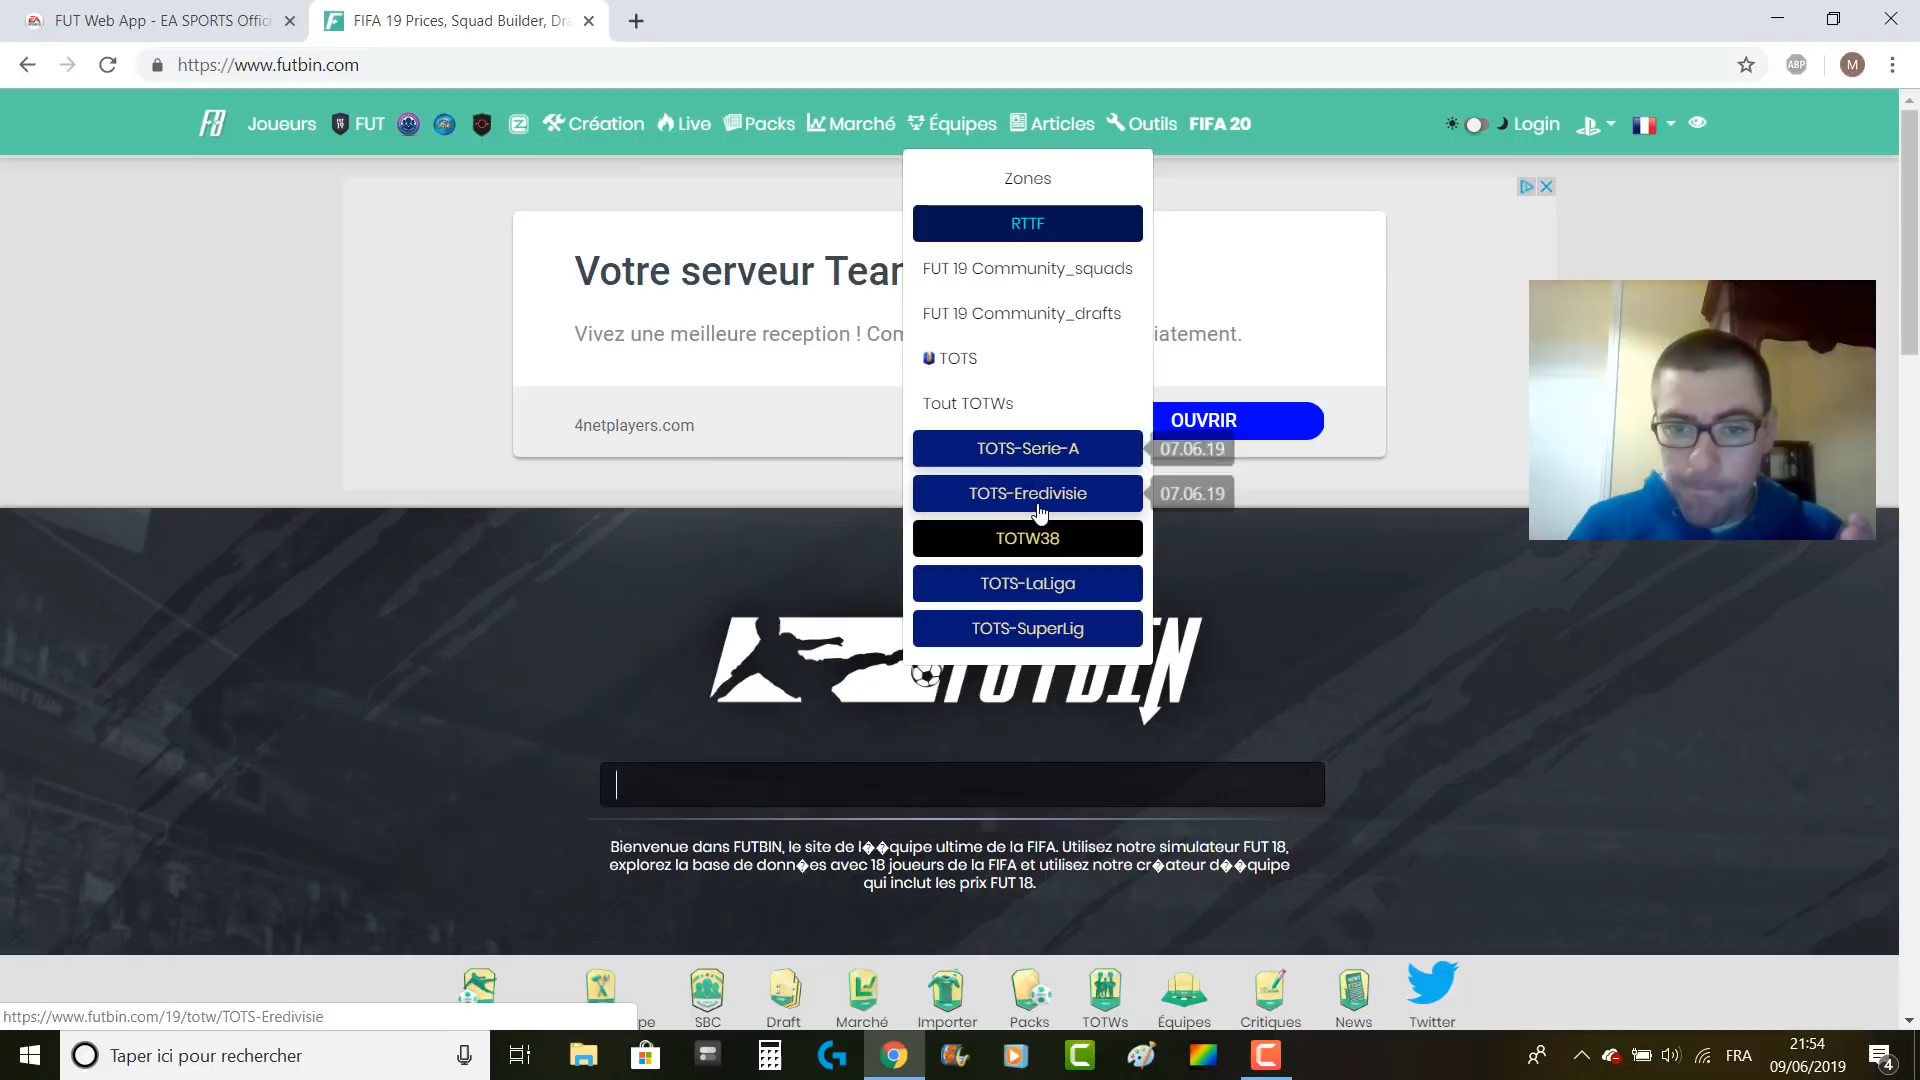 FUT Web App - EA SPORTS Offici
FIFA 19 Prices, Squad Builder, Dra
https://www.futbin.com
ABP
M
Joueurs
FUT
Création
Live
Packs
Marché
Équipes
Articles
Outils
FIFA 20
Login
Zones
RTTF
FUT 19 Community_squads
FUT 19 Community_drafts
TOTS
Tout TOTWs
TOTS-Serie-A
07.06.19
TOTS-Eredivisie
07.06.19
TOTW38
TOTS-LaLiga
TOTS-SuperLig
Votre serveur Tear
Vivez une meilleure reception ! Con
iatement.
4netplayers.com
OUVRIR
FUTBIN
Bienvenue dans FUTBIN, le site de l��quipe ultime de la FIFA. Utilisez notre simulateur FUT 18,
explorez la base de donn�es avec 18 joueurs de la FIFA et utilisez notre cr�ateur d��quipe
qui inclut les prix FUT 18.
pe
SBC
Draft
Marché
Importer
Packs
TOTWs
Équipes
Critiques
News
Twitter
https://www.futbin.com/19/totw/TOTS-Eredivisie
Taper ici pour rechercher
FRA
21:54
09/06/2019
4